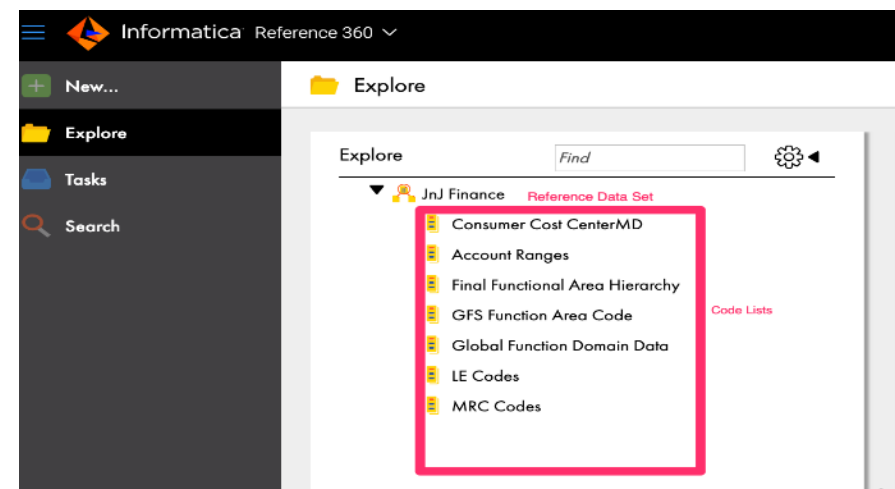 Informatica Reference 360
New...
Explore
Explore
Tasks
Search
Explore
Find
JnJ Finance Reference Data Set
Consumer Cost CenterMD
Account Ranges
Final Functional Area Hierarchy
GFS Function Area Code
Code Lists
Global Function Domain Data
LE Codes
MRC Codes